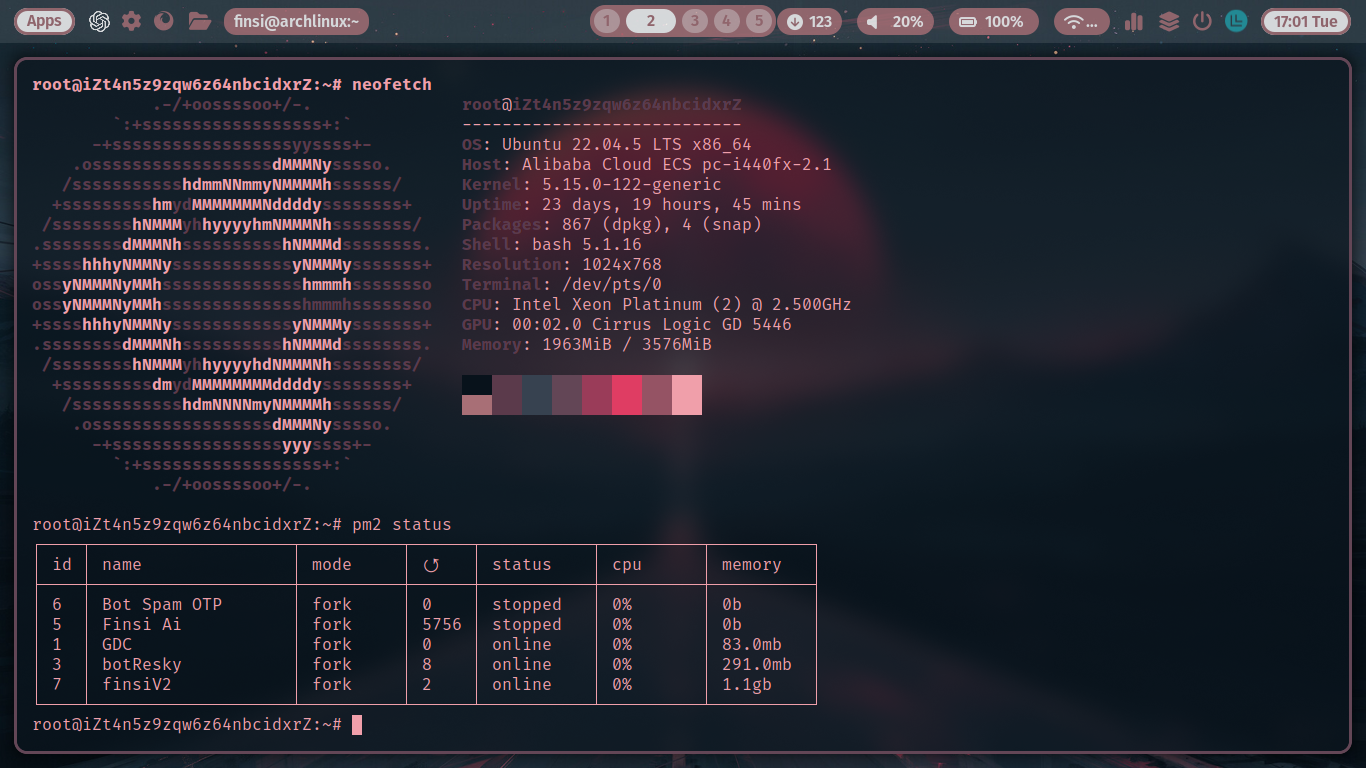 Apps finsi@archlinux:~ 1 2 3 4 5 123 20% 100% ... 17:01 Tue
root@iZt4n5z9zqw6z64nbcidxrZ:~# neofetch
.-/+oossssoo+/-. root@iZt4n5z9zqw6z64nbcidxrZ
`:+ssssssssssssssssss+:` ----------------------------
-+ssssssssssssssssssyyssss+- OS: Ubuntu 22.04.5 LTS x86_64
.ossssssssssssssssssdMMMNysssso. Host: Alibaba Cloud ECS pc-i440fx-2.1
/ssssssssssshdmmNNmmyNMMMMhssssss/ Kernel: 5.15.0-122-generic
+ssssssssshmydMMMMMMMNddddyssssssss+ Uptime: 23 days, 19 hours, 45 mins
/sssssssshNMMMyhhyyyyhmNMMMNhssssssss/ Packages: 867 (dpkg), 4 (snap)
.ssssssssdMMMNhsssssssssshNMMMdssssssss. Shell: bash 5.1.16
+sssshhhyNMMNyssssssssssssyNMMMysssssss+ Resolution: 1024x768
ossyNMMMNyMMhsssssssssssssshmmmhssssssso Terminal: /dev/pts/0
ossyNMMMNyMMhsssssssssssssshmmmhssssssso CPU: Intel Xeon Platinum (2) @ 2.500GHz
+sssshhhyNMMNyssssssssssssyNMMMysssssss+ GPU: 00:02.0 Cirrus Logic GD 5446
.ssssssssdMMMNhsssssssssshNMMMdssssssss. Memory: 1963MiB / 3576MiB
/sssssssshNMMMyhhyyyyhdNMMMNhssssssss/
+sssssssssdmydMMMMMMMMddddyssssssss+
/ssssssssssshdmNNNNmyNMMMMhssssss/
.ossssssssssssssssssdMMMNysssso.
-+sssssssssssssssssyyyssss+-
`:+ssssssssssssssssss+:`
.-/+oossssoo+/-.
root@iZt4n5z9zqw6z64nbcidxrZ:~# pm2 status
id name mode ↺ status cpu memory
6 Bot Spam OTP fork 0 stopped 0% 0b
5 Finsi Ai fork 5756 stopped 0% 0b
1 GDC fork 0 online 0% 83.0mb
3 botResky fork 8 online 0% 291.0mb
7 finsiV2 fork 2 online 0% 1.1gb
root@iZt4n5z9zqw6z64nbcidxrZ:~#